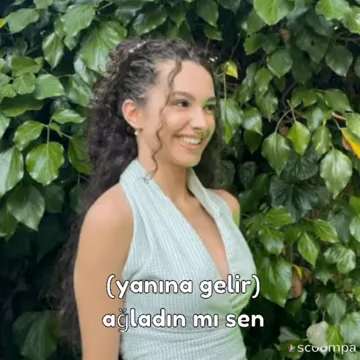 (yanına gelir)
ağladın mı sen
scoompa